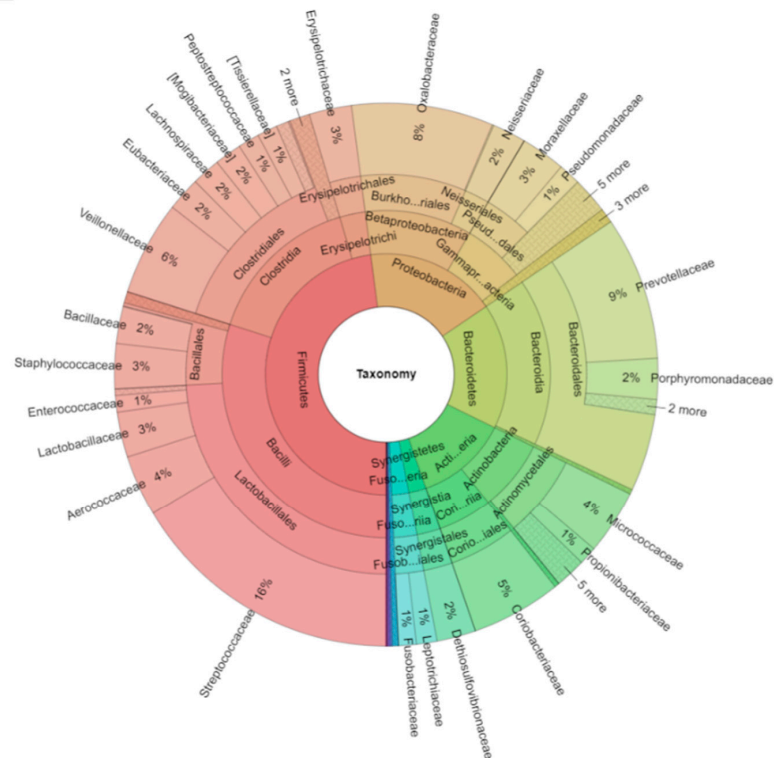 Taxonomy
Firmicutes
Proteobacteria
Bacteroidetes
Acti...eria
Synergistetes
Fuso...eria
Bacilli
Clostridia
Erysipelotrichi
Betaproteobacteria
Gammapr...acteria
Bacteroidia
Actinobacteria
Cori...riia
Synergistia
Fuso...riia
Lactobacillales
Bacillales
Clostridiales
Erysipelotrichales
Burkho...riales
Neisseriales
Pseud...dales
Bacteroidales
Actinomycetales
Corio...iales
Synergistales
Fusob...iales
Streptococcaceae
16%
Aerococcaceae
4%
Lactobacillaceae
3%
Enterococcaceae
1%
Staphylococcaceae
3%
Bacillaceae
2%
Veillonellaceae
6%
Eubacteriaceae
2%
Lachnospiraceae
2%
[Mogibacteriaceae]
2%
Peptostreptococcaceae
1%
[Tissierellaceae]
1%
2 more
Erysipelotrichaceae
3%
Oxalobacteraceae
8%
Neisseriaceae
2%
Moraxellaceae
3%
Pseudomonadaceae
1%
5 more
3 more
Prevotellaceae
9%
Porphyromonadaceae
2%
2 more
Micrococcaceae
4%
Propionibacteriaceae
1%
5 more
Coriobacteriaceae
5%
Dethiosulfovibrionaceae
2%
Leptotrichiaceae
1%
Fusobacteriaceae
1%